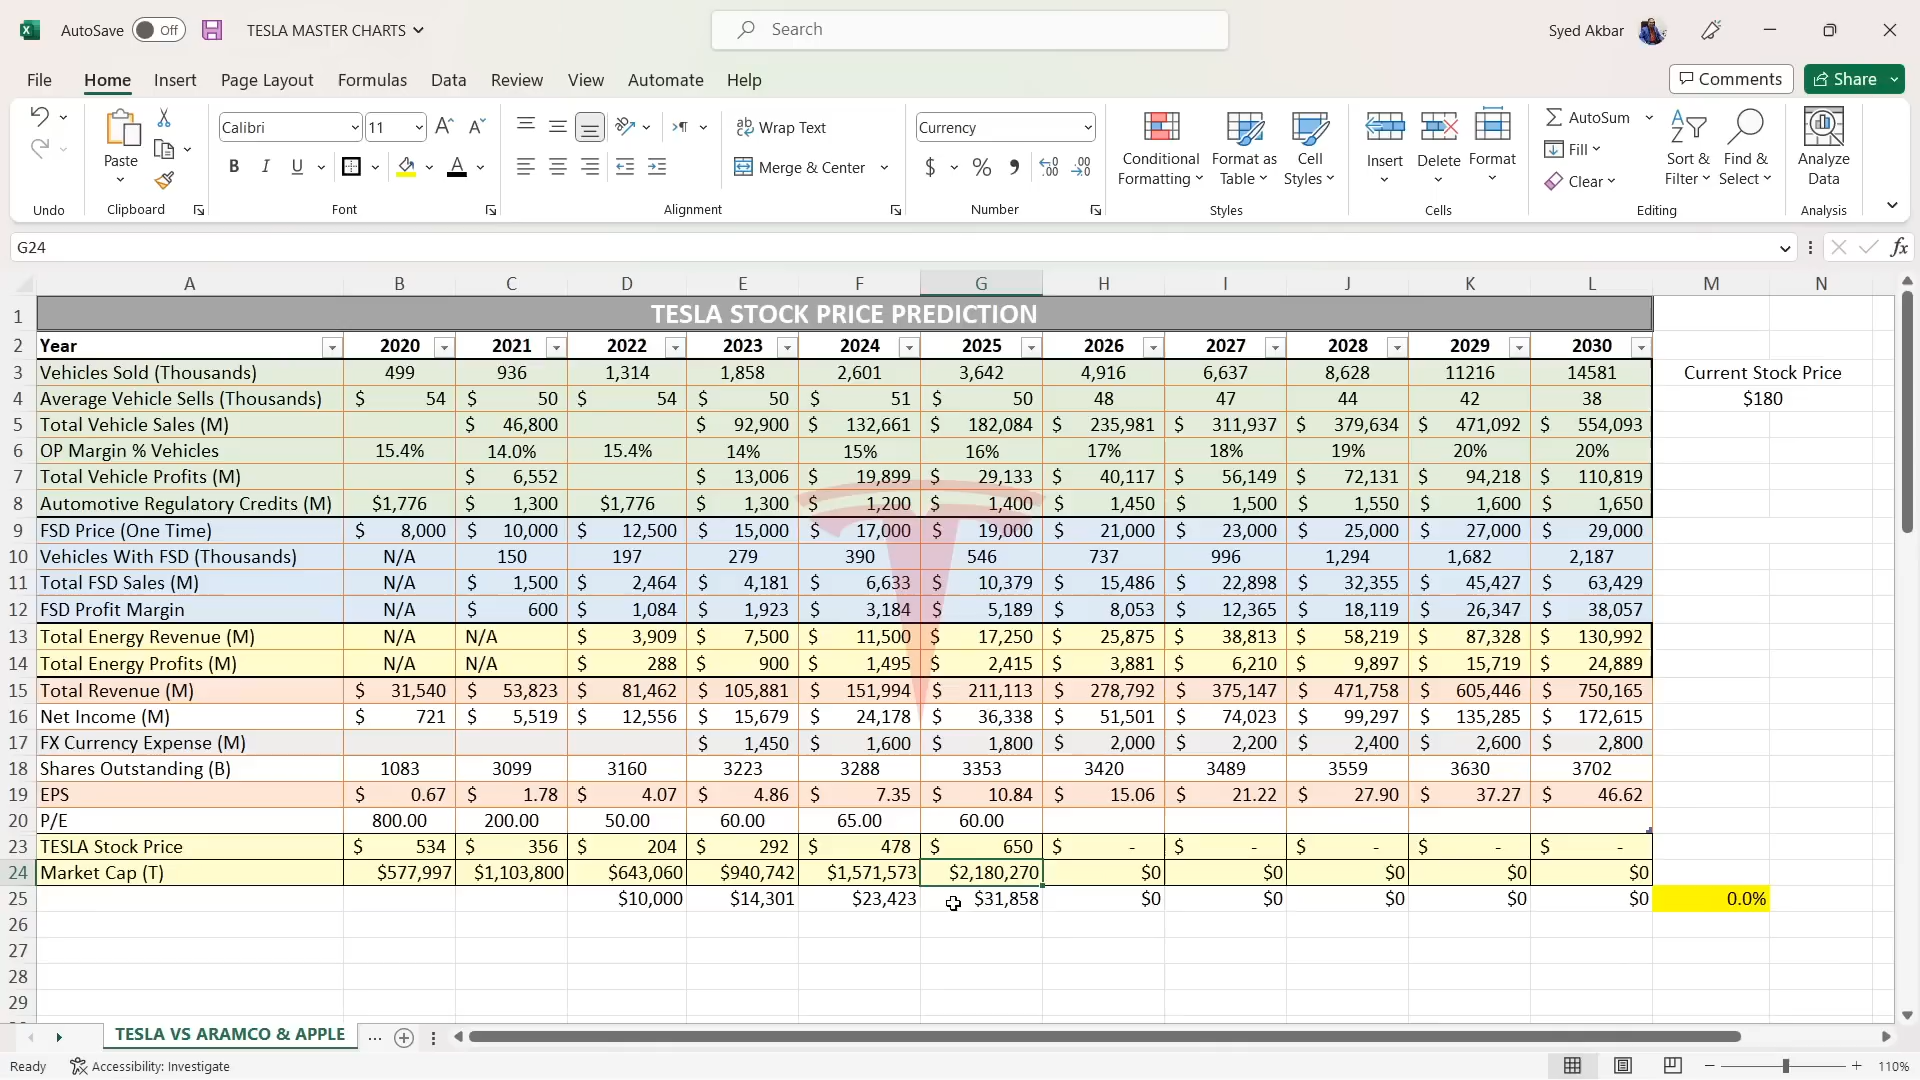 AutoSave Off TESLA MASTER CHARTS Search Syed Akbar
File Home Insert Page Layout Formulas Data Review View Automate Help Comments Share
Paste Calibri 11 Wrap Text Currency AutoSum
B I U Merge & Center $ % Conditional Formatting Format as Table Cell Styles Insert Delete Format Fill Clear Sort & Filter Find & Select Analyze Data
Undo Clipboard Font Alignment Number Styles Cells Editing Analysis
G24 fx
A B C D E F G H I J K L M N
1 TESLA STOCK PRICE PREDICTION
2 Year 2020 2021 2022 2023 2024 2025 2026 2027 2028 2029 2030
3 Vehicles Sold (Thousands) 499 936 1,314 1,858 2,601 3,642 4,916 6,637 8,628 11216 14581 Current Stock Price
4 Average Vehicle Sells (Thousands) $ 54 $ 50 $ 54 $ 50 $ 51 $ 50 48 47 44 42 38 $180
5 Total Vehicle Sales (M) $ 46,800 $ 92,900 $ 132,661 $ 182,084 $ 235,981 $ 311,937 $ 379,634 $ 471,092 $ 554,093
6 OP Margin % Vehicles 15.4% 14.0% 15.4% 14% 15% 16% 17% 18% 19% 20% 20%
7 Total Vehicle Profits (M) $ 6,552 $ 13,006 $ 19,899 $ 29,133 $ 40,117 $ 56,149 $ 72,131 $ 94,218 $ 110,819
8 Automotive Regulatory Credits (M) $1,776 $ 1,300 $1,776 $ 1,300 $ 1,200 $ 1,400 $ 1,450 $ 1,500 $ 1,550 $ 1,600 $ 1,650
9 FSD Price (One Time) $ 8,000 $ 10,000 $ 12,500 $ 15,000 $ 17,000 $ 19,000 $ 21,000 $ 23,000 $ 25,000 $ 27,000 $ 29,000
10 Vehicles With FSD (Thousands) N/A 150 197 279 390 546 737 996 1,294 1,682 2,187
11 Total FSD Sales (M) N/A $ 1,500 $ 2,464 $ 4,181 $ 6,633 $ 10,379 $ 15,486 $ 22,898 $ 32,355 $ 45,427 $ 63,429
12 FSD Profit Margin N/A $ 600 $ 1,084 $ 1,923 $ 3,184 $ 5,189 $ 8,053 $ 12,365 $ 18,119 $ 26,347 $ 38,057
13 Total Energy Revenue (M) N/A N/A $ 3,909 $ 7,500 $ 11,500 $ 17,250 $ 25,875 $ 38,813 $ 58,219 $ 87,328 $ 130,992
14 Total Energy Profits (M) N/A N/A $ 288 $ 900 $ 1,495 $ 2,415 $ 3,881 $ 6,210 $ 9,897 $ 15,719 $ 24,889
15 Total Revenue (M) $ 31,540 $ 53,823 $ 81,462 $ 105,881 $ 151,994 $ 211,113 $ 278,792 $ 375,147 $ 471,758 $ 605,446 $ 750,165
16 Net Income (M) $ 721 $ 5,519 $ 12,556 $ 15,679 $ 24,178 $ 36,338 $ 51,501 $ 74,023 $ 99,297 $ 135,285 $ 172,615
17 FX Currency Expense (M) $ 1,450 $ 1,600 $ 1,800 $ 2,000 $ 2,200 $ 2,400 $ 2,600 $ 2,800
18 Shares Outstanding (B) 1083 3099 3160 3223 3288 3353 3420 3489 3559 3630 3702
19 EPS $ 0.67 $ 1.78 $ 4.07 $ 4.86 $ 7.35 $ 10.84 $ 15.06 $ 21.22 $ 27.90 $ 37.27 $ 46.62
20 P/E 800.00 200.00 50.00 60.00 65.00 60.00
23 TESLA Stock Price $ 534 $ 356 $ 204 $ 292 $ 478 $ 650 $ - $ - $ - $ - $ -
24 Market Cap (T) $577,997 $1,103,800 $643,060 $940,742 $1,571,573 $2,180,270 $0 $0 $0 $0 $0
25 $10,000 $14,301 $23,423 $31,858 $0 $0 $0 $0 $0 0.0%
26
27
28
29
TESLA VS ARAMCO & APPLE ...
Ready Accessibility: Investigate 110%